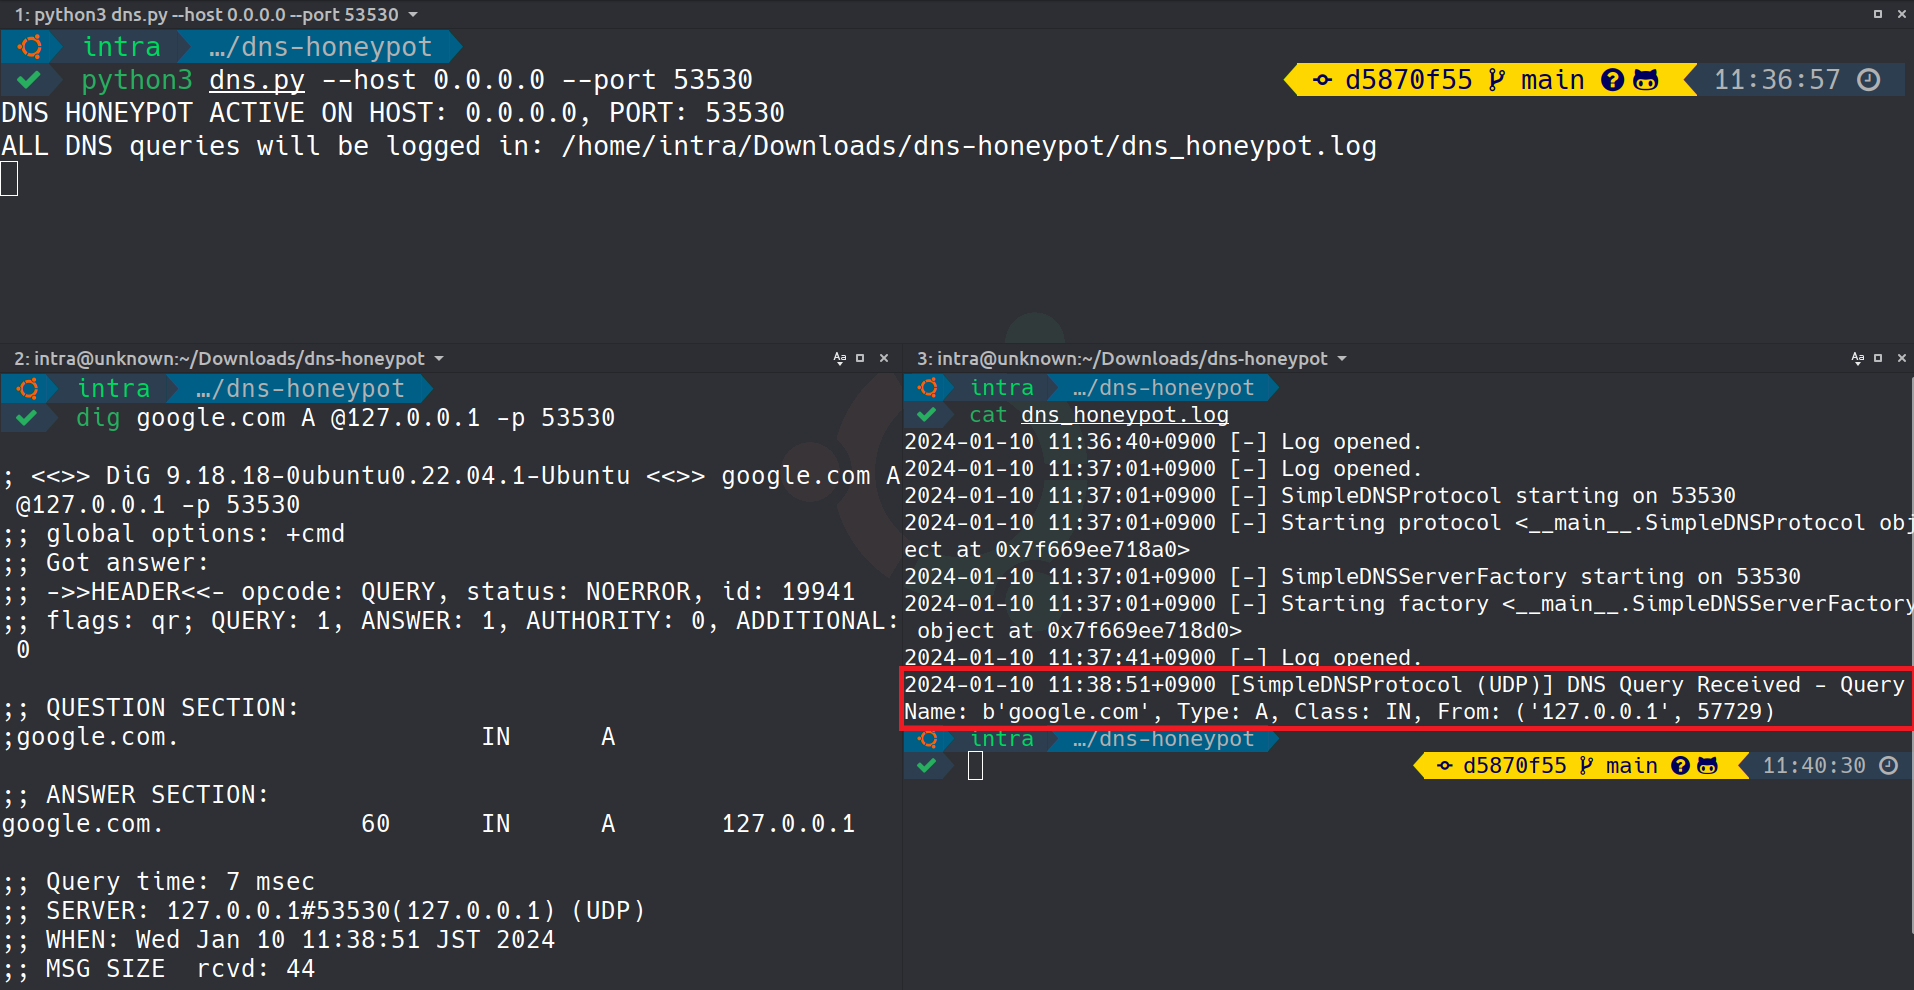 1: python3 dns.py --host 0.0.0.0 --port 53530
intra …/dns-honeypot
python3 dns.py --host 0.0.0.0 --port 53530 d5870f55 main 11:36:57
DNS HONEYPOT ACTIVE ON HOST: 0.0.0.0, PORT: 53530
ALL DNS queries will be logged in: /home/intra/Downloads/dns-honeypot/dns_honeypot.log
2: intra@unknown:~/Downloads/dns-honeypot
intra …/dns-honeypot
dig google.com A @127.0.0.1 -p 53530
; <<>> DiG 9.18.18-0ubuntu0.22.04.1-Ubuntu <<>> google.com A
@127.0.0.1 -p 53530
;; global options: +cmd
;; Got answer:
;; ->>HEADER<<- opcode: QUERY, status: NOERROR, id: 19941
;; flags: qr; QUERY: 1, ANSWER: 1, AUTHORITY: 0, ADDITIONAL:
0
;; QUESTION SECTION:
;google.com. IN A
;; ANSWER SECTION:
google.com. 60 IN A 127.0.0.1
;; Query time: 7 msec
;; SERVER: 127.0.0.1#53530(127.0.0.1) (UDP)
;; WHEN: Wed Jan 10 11:38:51 JST 2024
;; MSG SIZE rcvd: 44
3: intra@unknown:~/Downloads/dns-honeypot
intra …/dns-honeypot
cat dns_honeypot.log
2024-01-10 11:36:40+0900 [-] Log opened.
2024-01-10 11:37:01+0900 [-] Log opened.
2024-01-10 11:37:01+0900 [-] SimpleDNSProtocol starting on 53530
2024-01-10 11:37:01+0900 [-] Starting protocol <__main__.SimpleDNSProtocol obj
ect at 0x7f669ee718a0>
2024-01-10 11:37:01+0900 [-] SimpleDNSServerFactory starting on 53530
2024-01-10 11:37:01+0900 [-] Starting factory <__main__.SimpleDNSServerFactory
object at 0x7f669ee718d0>
2024-01-10 11:37:41+0900 [-] Log opened.
2024-01-10 11:38:51+0900 [SimpleDNSProtocol (UDP)] DNS Query Received - Query
Name: b'google.com', Type: A, Class: IN, From: ('127.0.0.1', 57729)
intra …/dns-honeypot
d5870f55 main 11:40:30